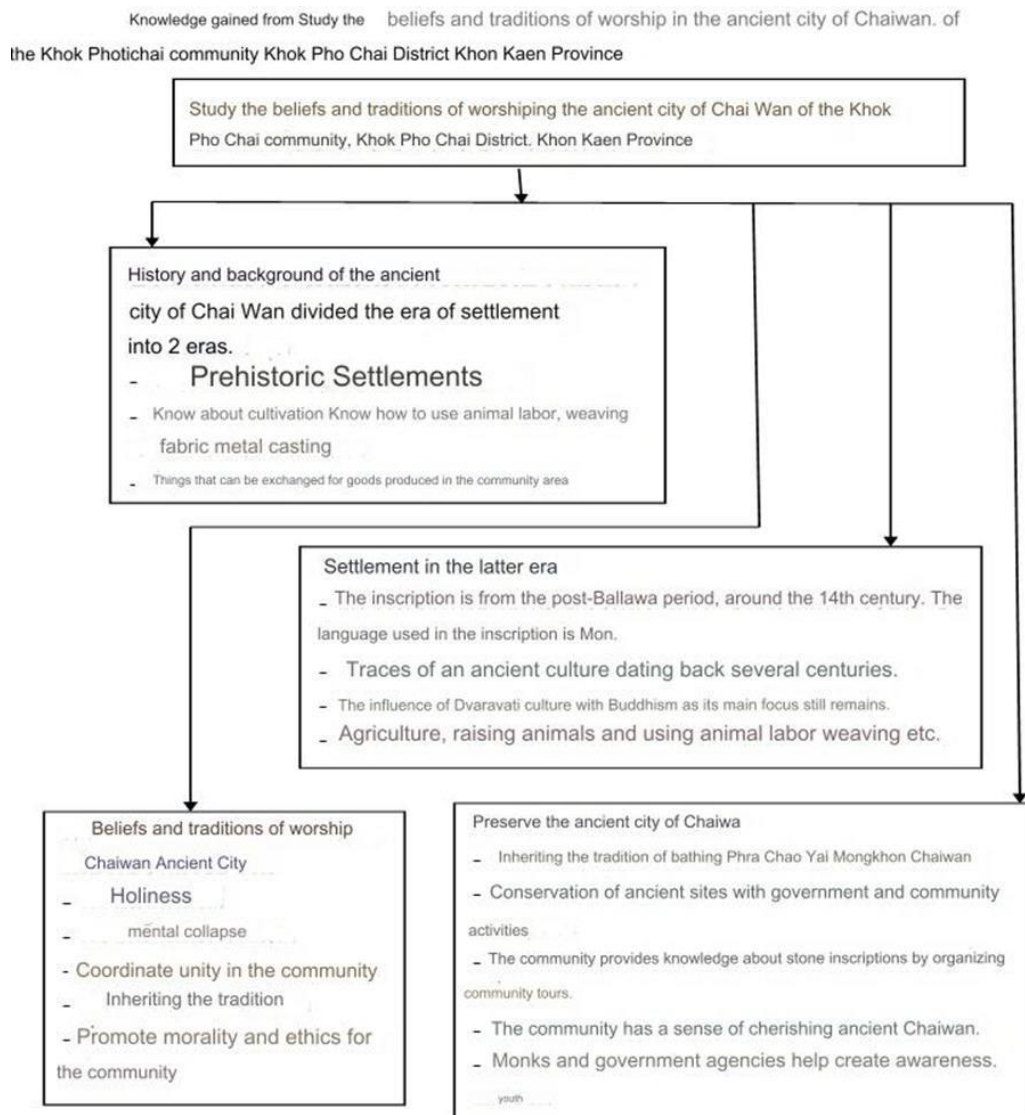 Knowledge gained from Study the beliefs and traditions of worship in the ancient city of Chaiwan. of
the Khok Photichai community Khok Pho Chai District Khon Kaen Province
Study the beliefs and traditions of worshiping the ancient city of Chai Wan of the Khok
Pho Chai community, Khok Pho Chai District. Khon Kaen Province
History and background of the ancient
city of Chai Wan divided the era of settlement
into 2 eras.
- Prehistoric Settlements
- Know about cultivation Know how to use animal labor, weaving
fabric metal casting
- Things that can be exchanged for goods produced in the community area
Settlement in the latter era
- The inscription is from the post-Ballawa period, around the 14th century. The
language used in the inscription is Mon.
- Traces of an ancient culture dating back several centuries.
- The influence of Dvaravati culture with Buddhism as its main focus still remains.
- Agriculture, raising animals and using animal labor weaving etc.
Beliefs and traditions of worship
Chaiwan Ancient City
- Holiness
- mental collapse
- Coordinate unity in the community
- Inheriting the tradition
- Promote morality and ethics for
the community
Preserve the ancient city of Chaiwa
- Inheriting the tradition of bathing Phra Chao Yai Mongkhon Chaiwan
- Conservation of ancient sites with government and community
activities
- The community provides knowledge about stone inscriptions by organizing
community tours.
- The community has a sense of cherishing ancient Chaiwan.
- Monks and government agencies help create awareness.
youth